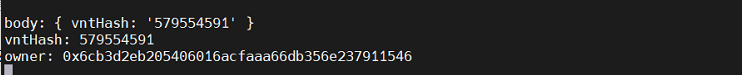 body: { vntHash: '579554591' }
vntHash: 579554591
owner: 0x6cb3d2eb205406016acfaaa66db356e237911546